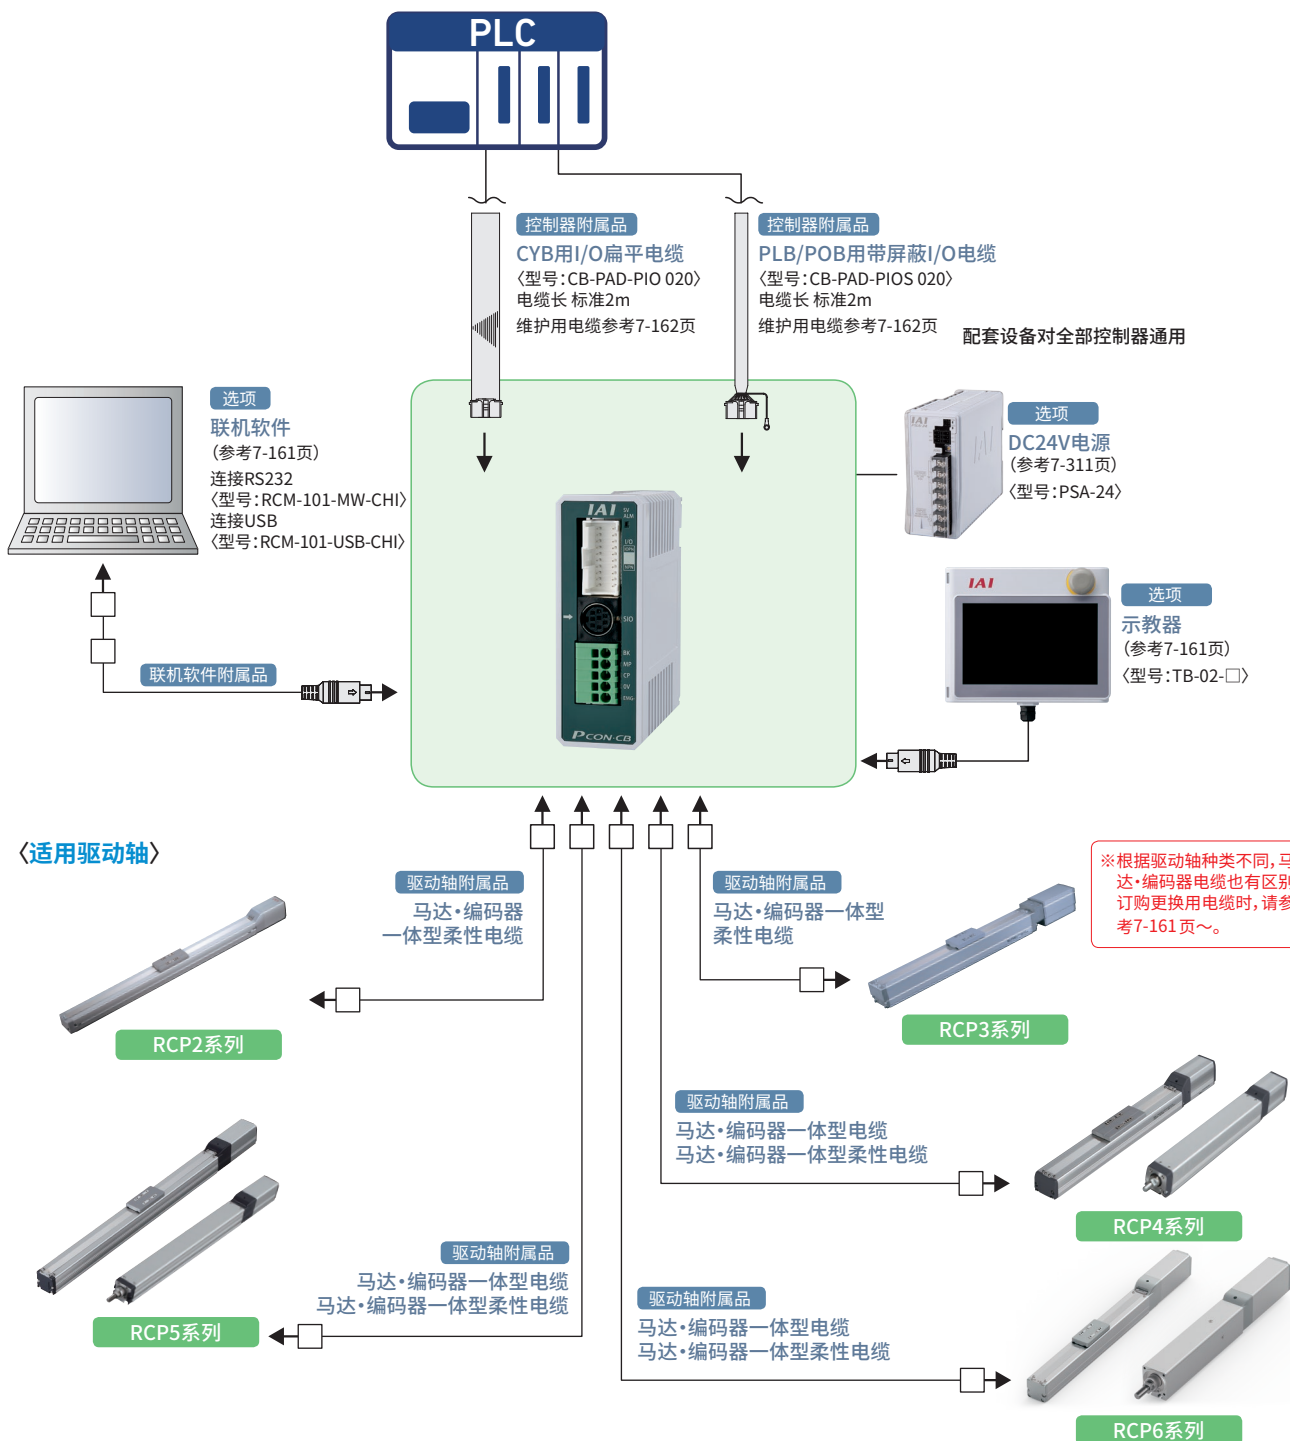 PLC
控制器附属品
CYB用I/O扁平电缆
〈型号：CB-PAD-PIO 020〉
电缆长 标准2m
维护用电缆参考7-162页
控制器附属品
PLB/POB用带屏蔽I/O电缆
〈型号：CB-PAD-PIOS 020〉
电缆长 标准2m
维护用电缆参考7-162页
配套设备对全部控制器通用
选项
联机软件
(参考7-161页)
连接RS232
〈型号：RCM-101-MW-CHI〉
连接USB
〈型号：RCM-101-USB-CHI〉
联机软件附属品
IAI
SV
ALM
I/O
SIO
BK
MP
CP
0V
PCON-CB
IAI
选项
DC24V电源
(参考7-311页)
〈型号：PSA-24〉
IAI
选项
示教器
(参考7-161页)
〈型号：TB-02-□〉
〈适用驱动轴〉
驱动轴附属品
马达・编码器
一体型柔性电缆
RCP2系列
驱动轴附属品
马达・编码器一体型
柔性电缆
RCP3系列
※根据驱动轴种类不同，马
达・编码器电缆也有区别
订购更换用电缆时，请参
考7-161页～。
驱动轴附属品
马达・编码器一体型电缆
马达・编码器一体型柔性电缆
RCP4系列
驱动轴附属品
马达・编码器一体型电缆
马达・编码器一体型柔性电缆
RCP5系列
驱动轴附属品
马达・编码器一体型电缆
马达・编码器一体型柔性电缆
RCP6系列